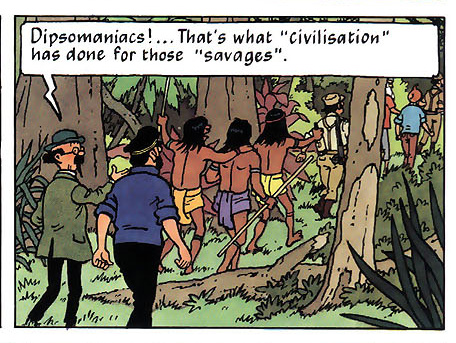 Dipsomaniacs!... That's what "civilisation"
has done for those "savages".